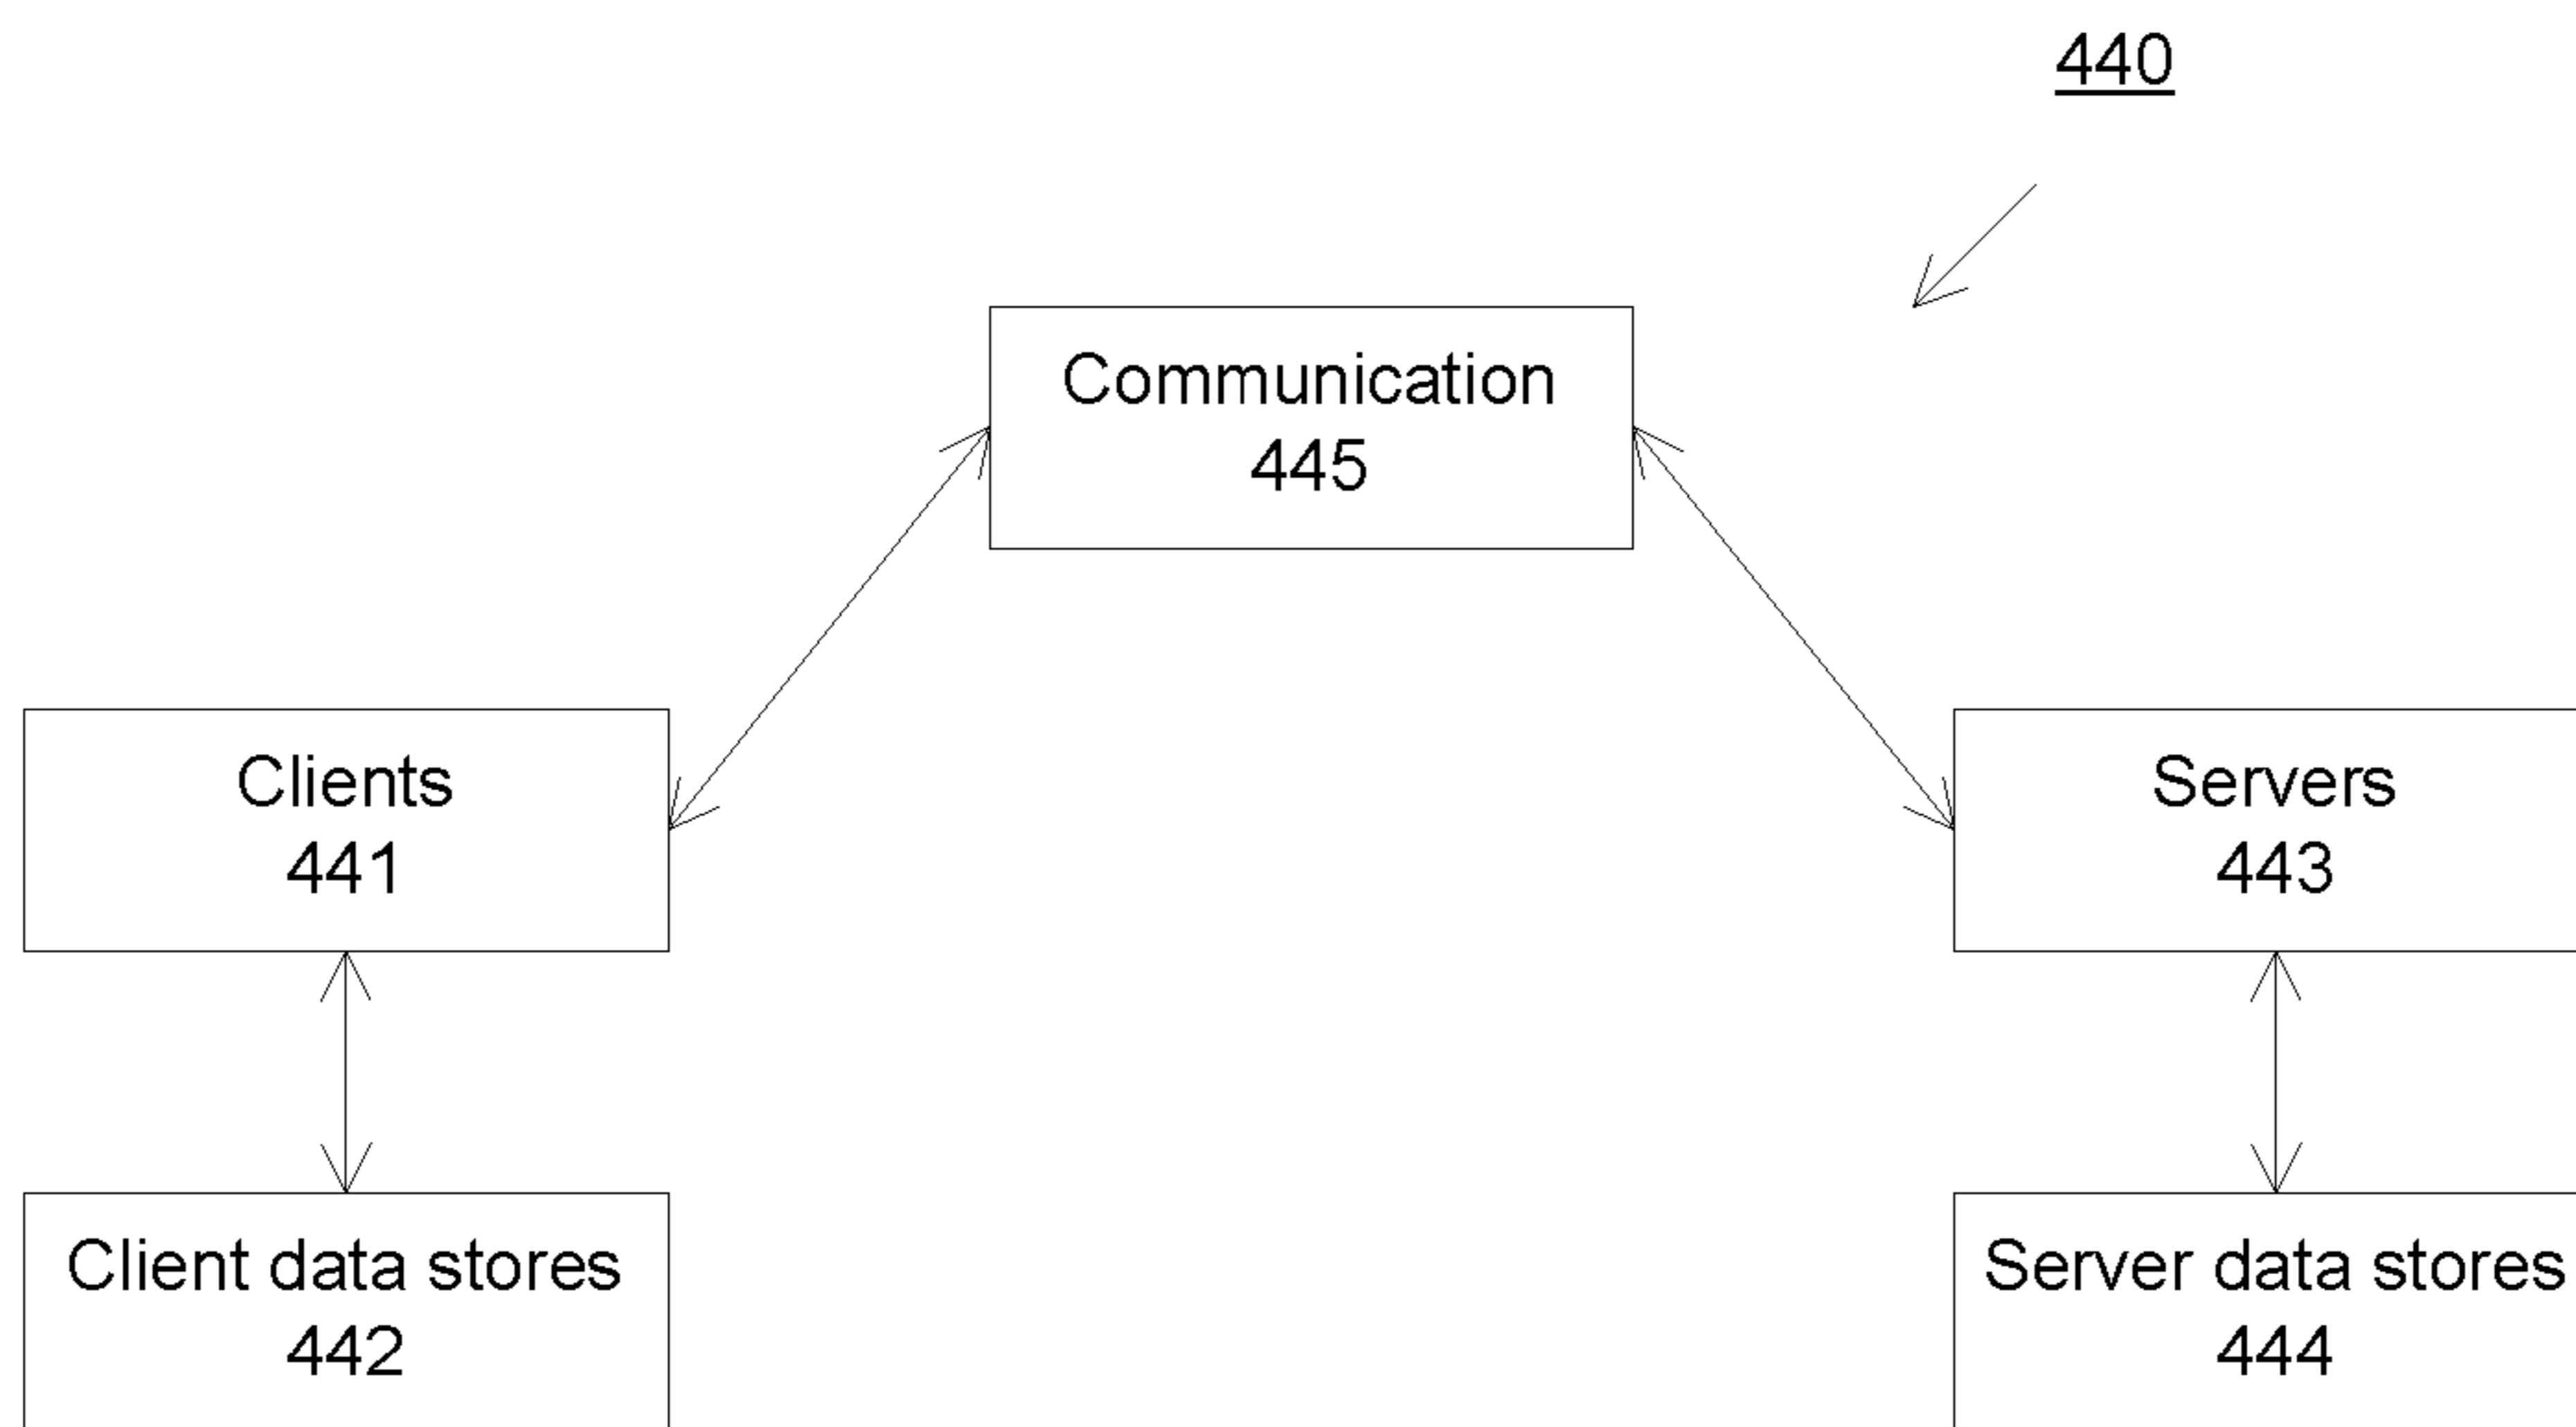 440
Communication
445
Clients
441
Servers
443
Client data stores
442
Server data stores
444